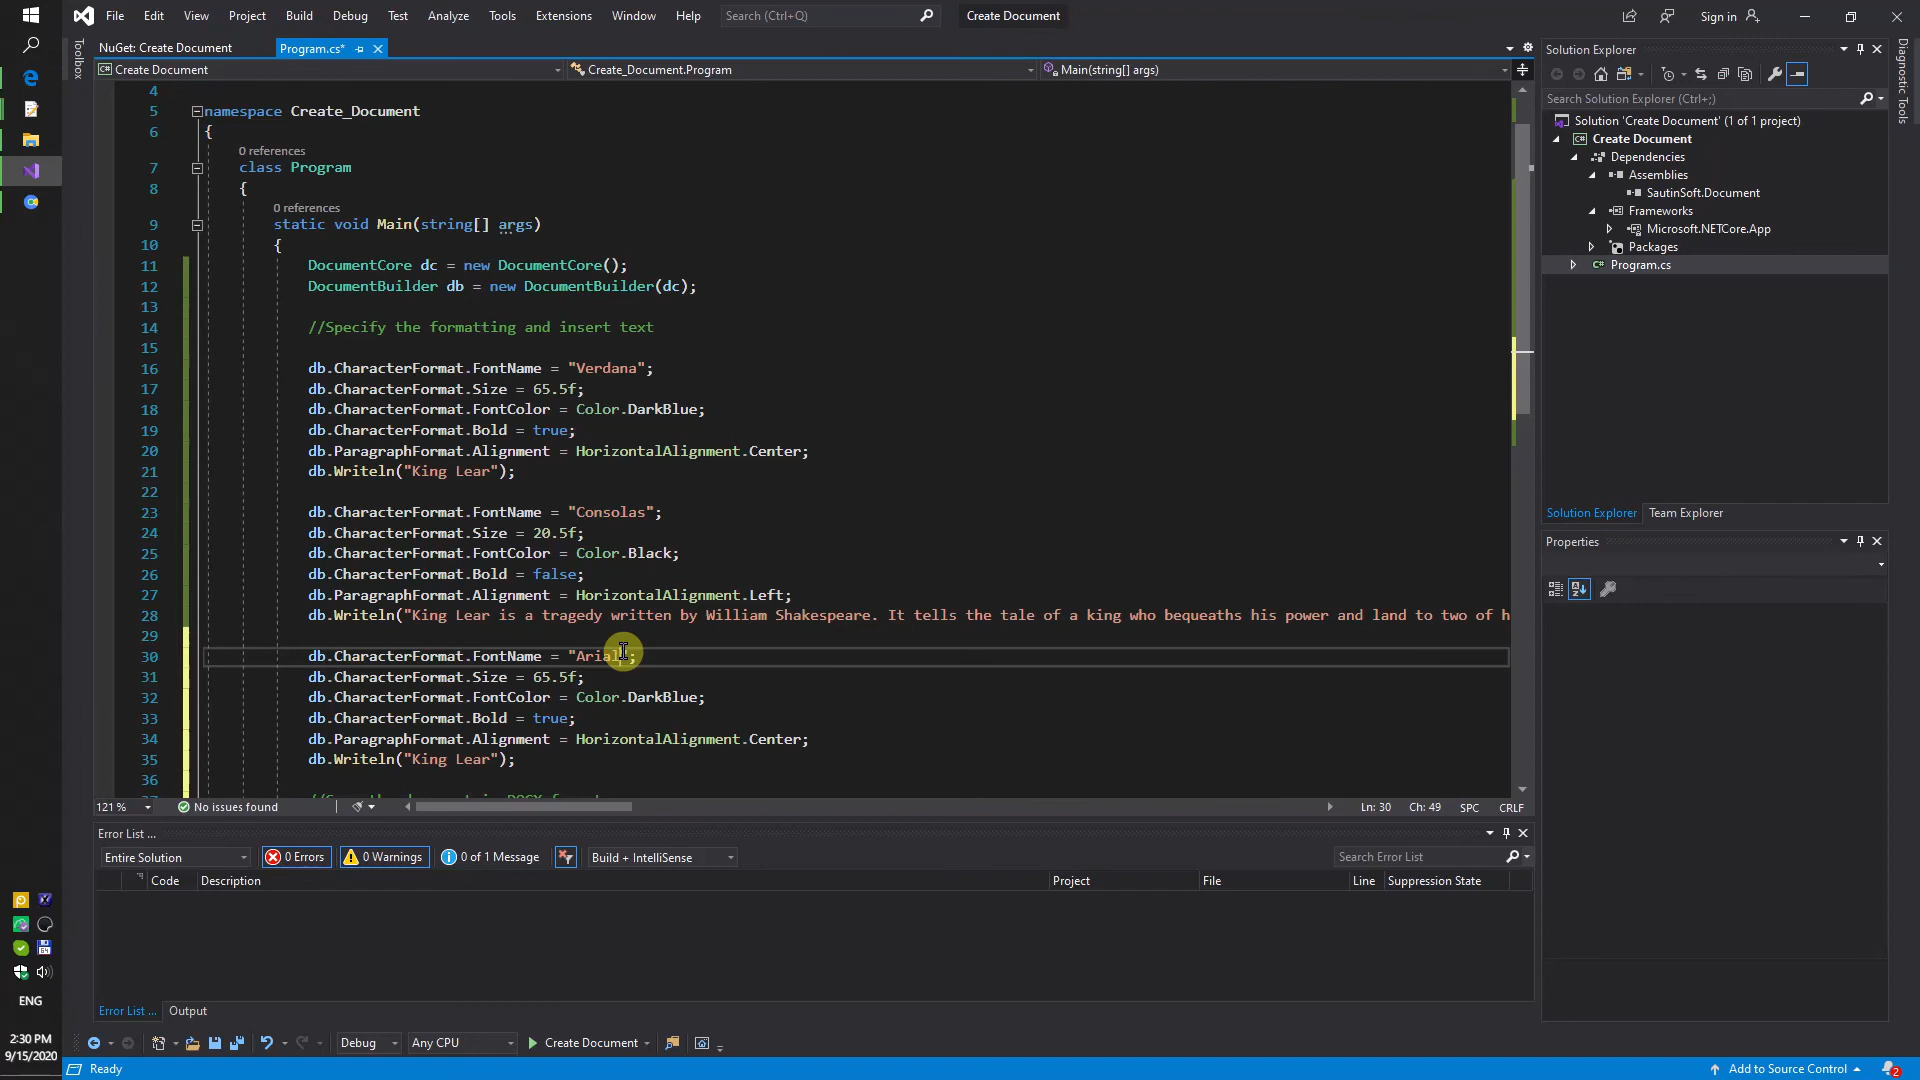 File Edit View Project Build Debug Test Analyze Tools Extensions Window Help Search (Ctrl+Q) Create Document Sign in
NuGet: Create Document Program.cs*
Create Document Create_Document.Program Main(string[] args)
Toolbox
4
5 namespace Create_Document
6 {
0 references
7 class Program
8 {
0 references
9 static void Main(string[] args)
10 {
11 DocumentCore dc = new DocumentCore();
12 DocumentBuilder db = new DocumentBuilder(dc);
13
14 //Specify the formatting and insert text
15
16 db.CharacterFormat.FontName = "Verdana";
17 db.CharacterFormat.Size = 65.5f;
18 db.CharacterFormat.FontColor = Color.DarkBlue;
19 db.CharacterFormat.Bold = true;
20 db.ParagraphFormat.Alignment = HorizontalAlignment.Center;
21 db.Writeln("King Lear");
22
23 db.CharacterFormat.FontName = "Consolas";
24 db.CharacterFormat.Size = 20.5f;
25 db.CharacterFormat.FontColor = Color.Black;
26 db.CharacterFormat.Bold = false;
27 db.ParagraphFormat.Alignment = HorizontalAlignment.Left;
28 db.Writeln("King Lear is a tragedy written by William Shakespeare. It tells the tale of a king who bequeaths his power and land to two of h
29
30 db.CharacterFormat.FontName = "Arial";
31 db.CharacterFormat.Size = 65.5f;
32 db.CharacterFormat.FontColor = Color.DarkBlue;
33 db.CharacterFormat.Bold = true;
34 db.ParagraphFormat.Alignment = HorizontalAlignment.Center;
35 db.Writeln("King Lear");
36
121 % No issues found Ln: 30 Ch: 49 SPC CRLF
Error List ...
Entire Solution 0 Errors 0 Warnings 0 of 1 Message Build + IntelliSense Search Error List
Code Description Project File Line Suppression State
Error List ... Output
Debug Any CPU Create Document
Ready Add to Source Control 2
Solution Explorer
Search Solution Explorer (Ctrl+;)
Solution 'Create Document' (1 of 1 project)
Create Document
Dependencies
Assemblies
SautinSoft.Document
Frameworks
Microsoft.NETCore.App
Packages
Program.cs
Solution Explorer Team Explorer
Properties
Diagnostic Tools
ENG
2:30 PM
9/15/2020